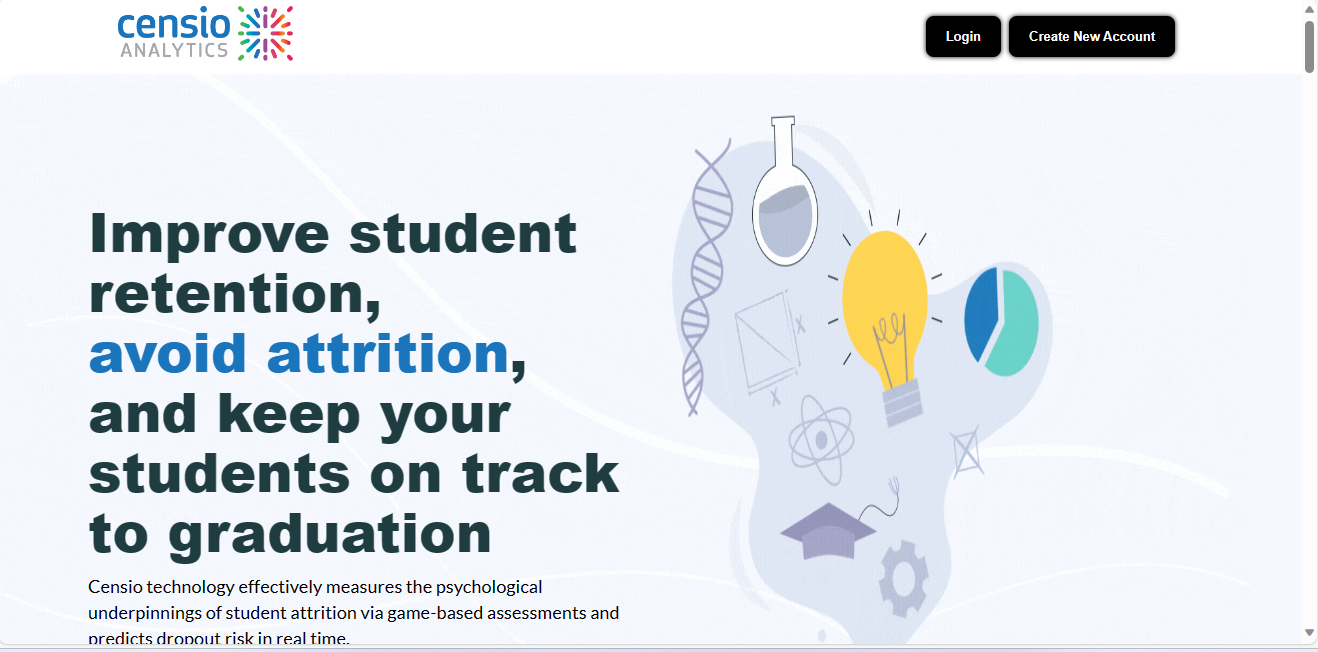 censio
ANALYTICS
Login
Create New Account
Improve student
retention,
avoid attrition,
and keep your
students on track
to graduation
Censio technology effectively measures the psychological
underpinnings of student attrition via game-based assessments and
predicts dropout risk in real time.